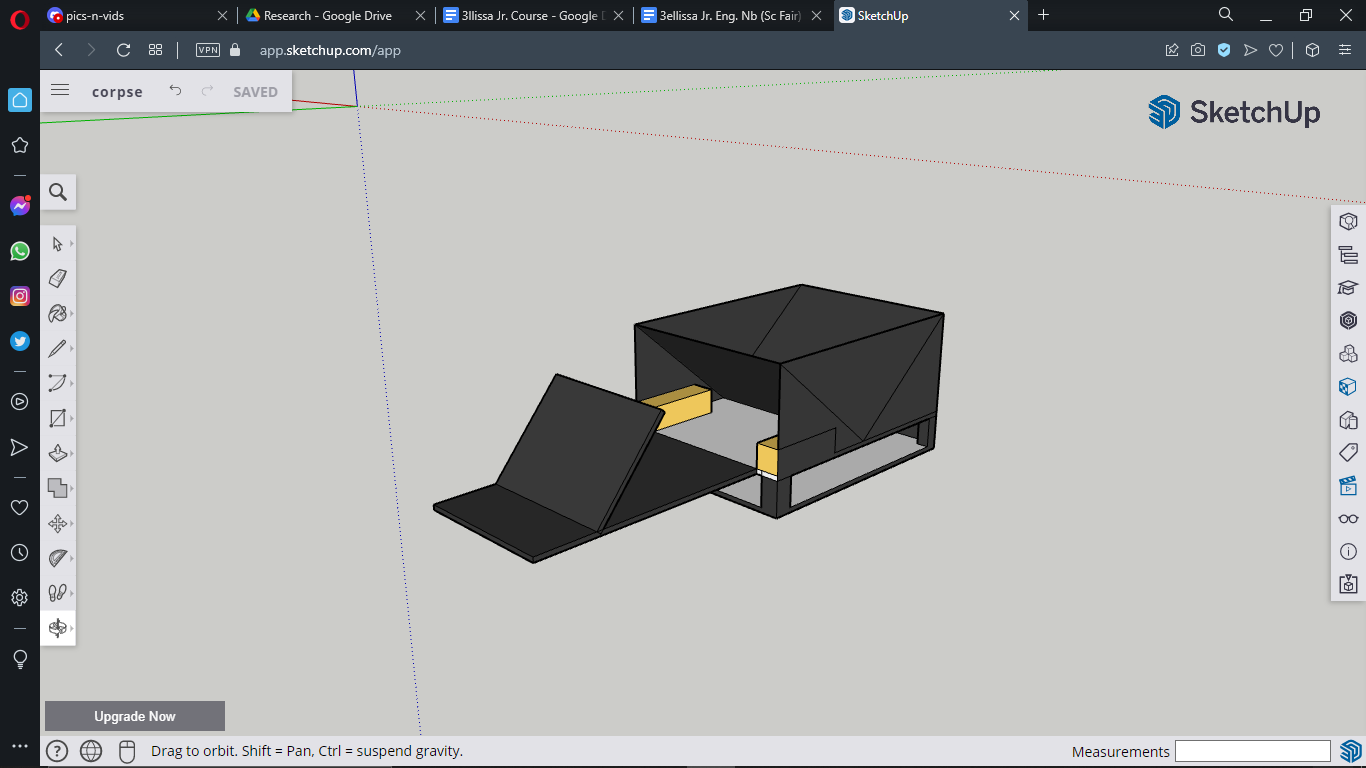 pics-n-vids
Research - Google Drive
3llissa Jr. Course - Google D
3ellissa Jr. Eng. Nb (Sc Fair)
SketchUp
VPN
app.sketchup.com/app
corpse
SAVED
SketchUp
Upgrade Now
Drag to orbit. Shift = Pan, Ctrl = suspend gravity.
Measurements